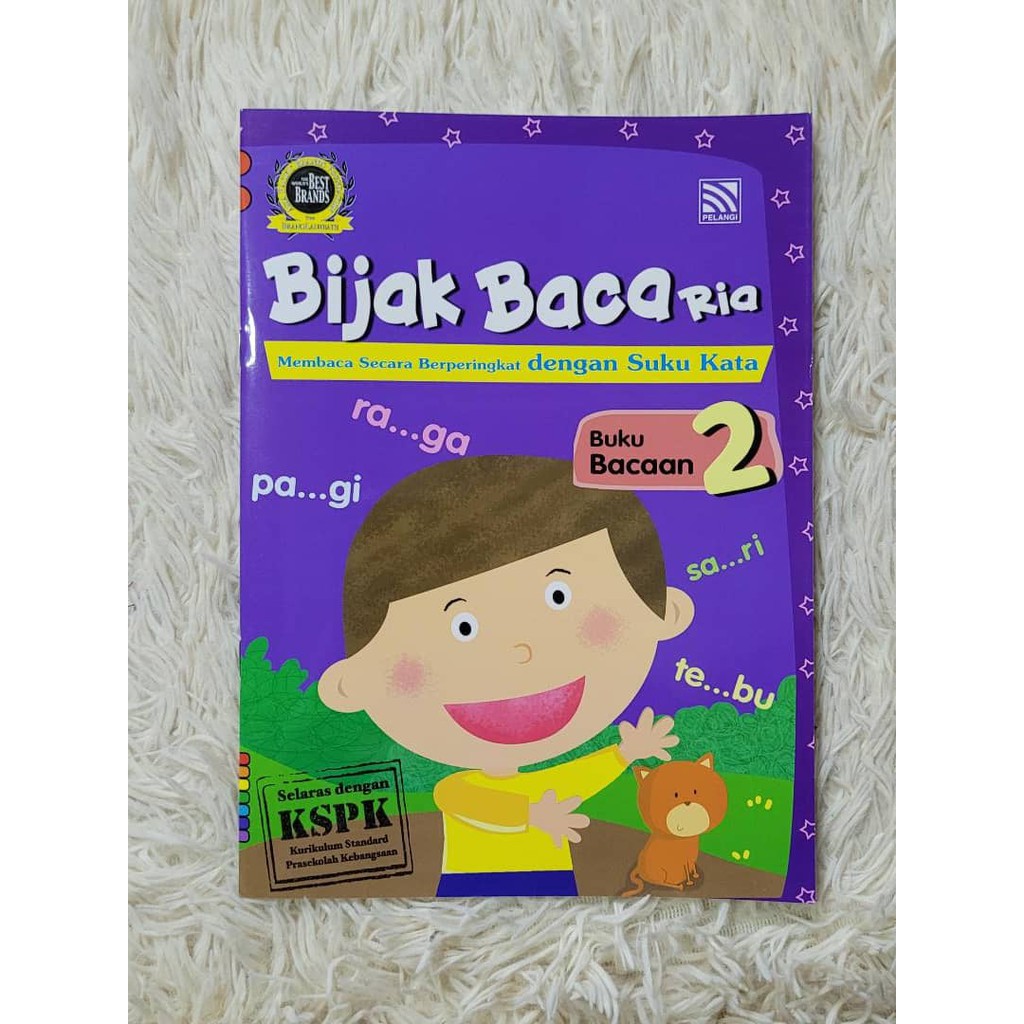 THE
WORLD'S
BEST
BRANDS
PELANGI
Bijak Baca Ria
Membaca Secara Berperingkat dengan Suku Kata
Buku
Bacaan 2
ra...ga
pa...gi
sa...ri
te...bu
Selaras dengan
KSPK
Kurikulum Standard
Prasekolah Kebangsaan